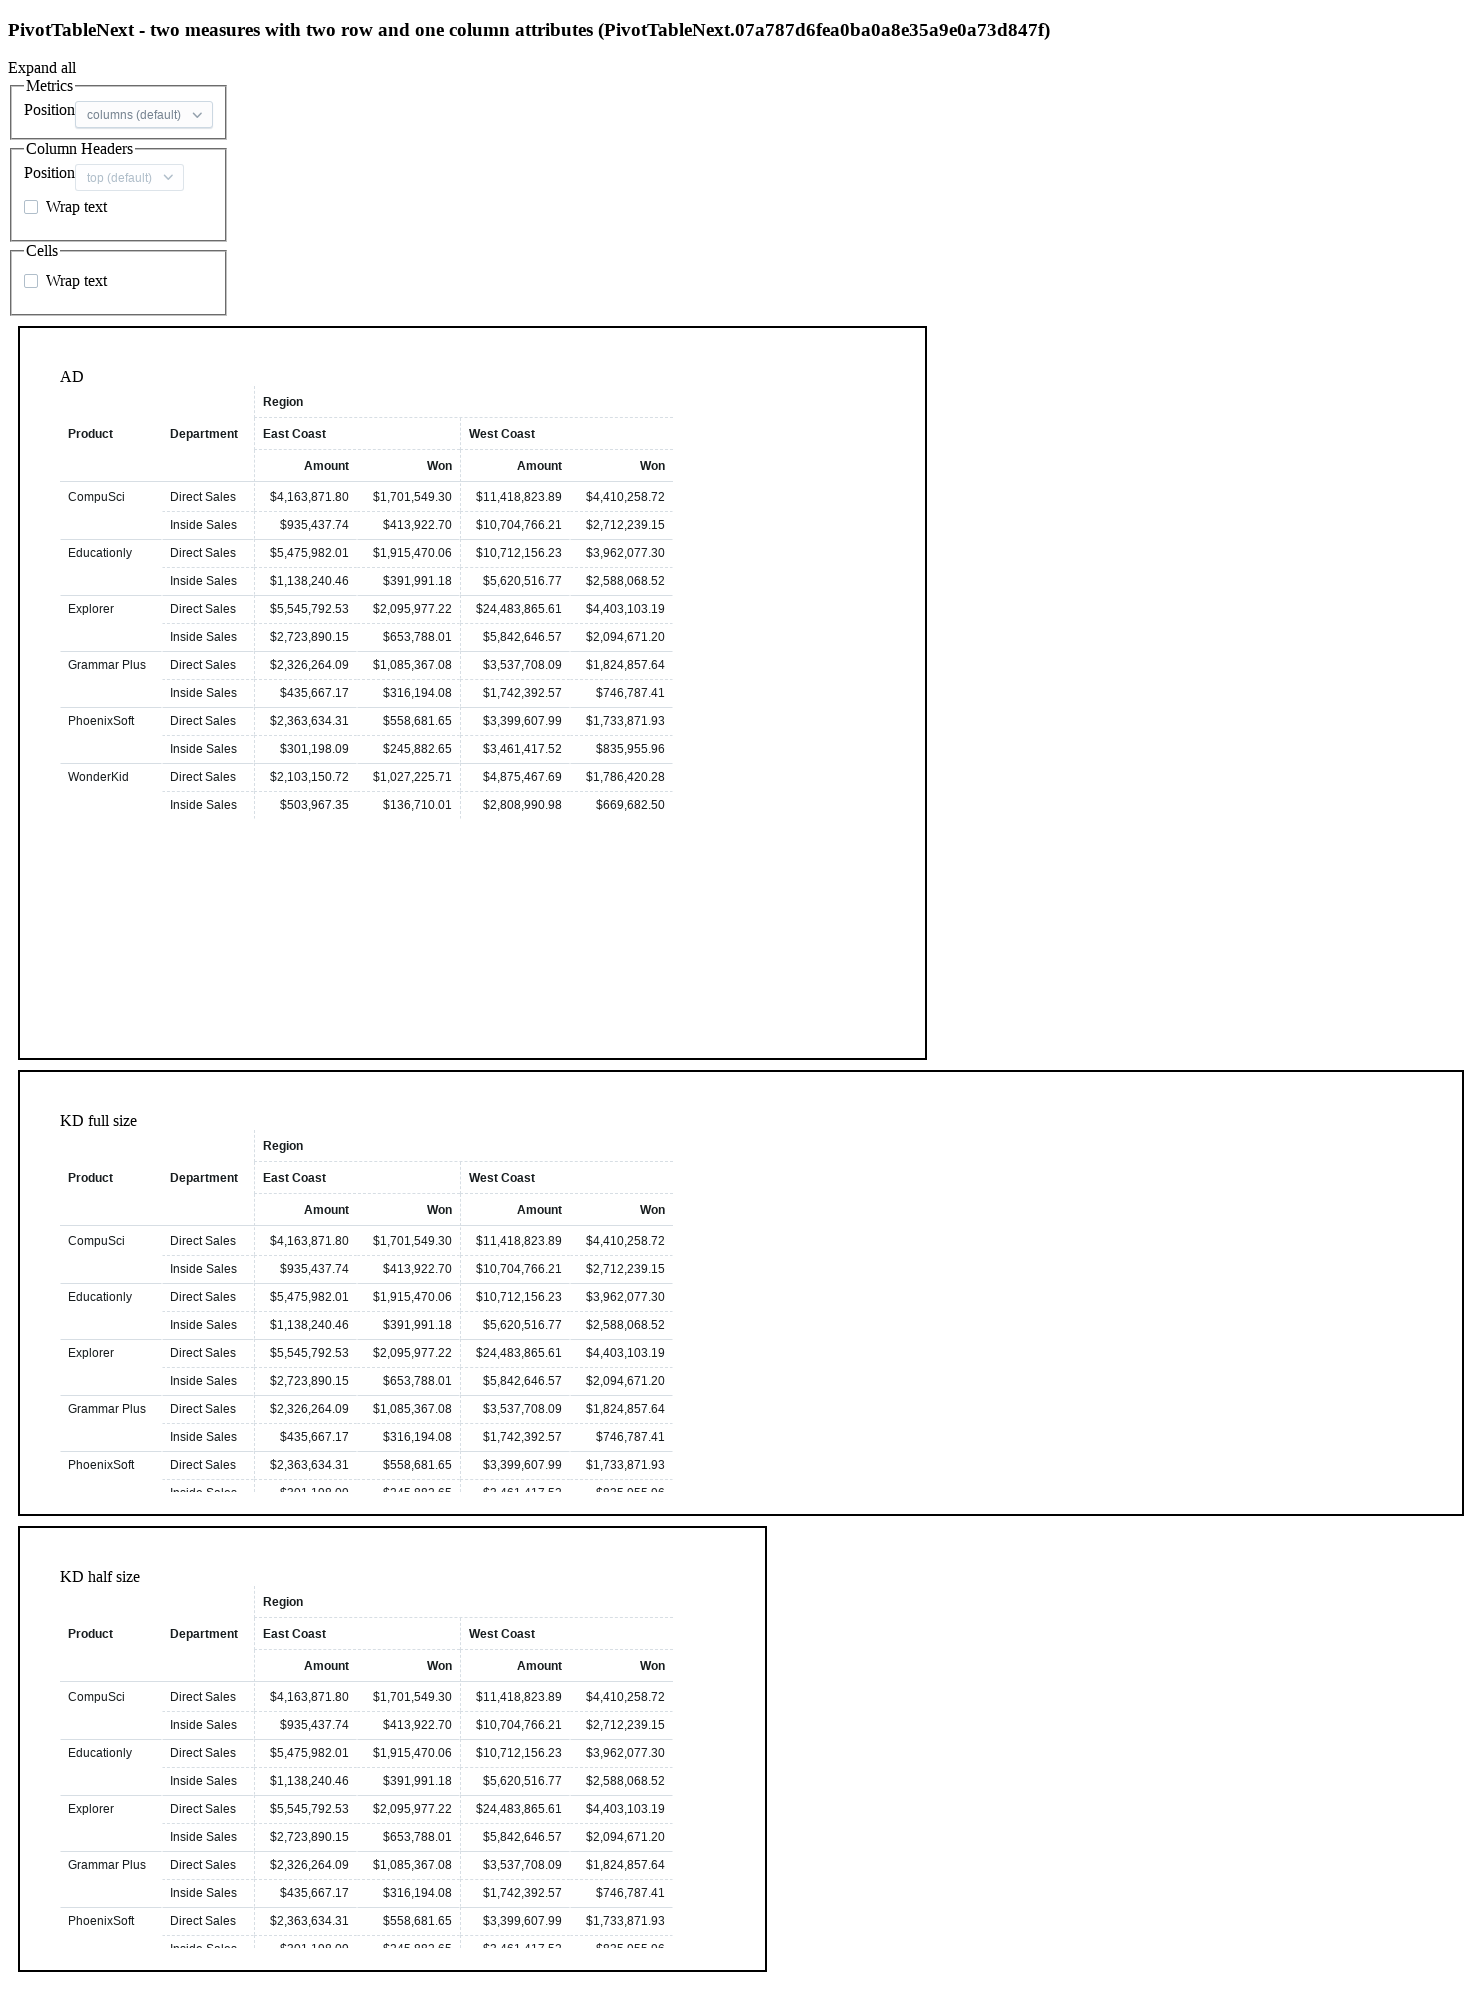 PivotTableNext - two measures with two row and one column attributes (PivotTableNext.07a787d6fea0ba0a8e35a9e0a73d847f)
Expand all
Metrics
Position columns (default)
Column Headers
Position top (default)
Wrap text
Cells
Wrap text
AD
Region
Product Department East Coast West Coast
Amount Won Amount Won
CompuSci Direct Sales $4,163,871.80 $1,701,549.30 $11,418,823.89 $4,410,258.72
Inside Sales $935,437.74 $413,922.70 $10,704,766.21 $2,712,239.15
Educationly Direct Sales $5,475,982.01 $1,915,470.06 $10,712,156.23 $3,962,077.30
Inside Sales $1,138,240.46 $391,991.18 $5,620,516.77 $2,588,068.52
Explorer Direct Sales $5,545,792.53 $2,095,977.22 $24,483,865.61 $4,403,103.19
Inside Sales $2,723,890.15 $653,788.01 $5,842,646.57 $2,094,671.20
Grammar Plus Direct Sales $2,326,264.09 $1,085,367.08 $3,537,708.09 $1,824,857.64
Inside Sales $435,667.17 $316,194.08 $1,742,392.57 $746,787.41
PhoenixSoft Direct Sales $2,363,634.31 $558,681.65 $3,399,607.99 $1,733,871.93
Inside Sales $301,198.09 $245,882.65 $3,461,417.52 $835,955.96
WonderKid Direct Sales $2,103,150.72 $1,027,225.71 $4,875,467.69 $1,786,420.28
Inside Sales $503,967.35 $136,710.01 $2,808,990.98 $669,682.50
KD full size
Region
Product Department East Coast West Coast
Amount Won Amount Won
CompuSci Direct Sales $4,163,871.80 $1,701,549.30 $11,418,823.89 $4,410,258.72
Inside Sales $935,437.74 $413,922.70 $10,704,766.21 $2,712,239.15
Educationly Direct Sales $5,475,982.01 $1,915,470.06 $10,712,156.23 $3,962,077.30
Inside Sales $1,138,240.46 $391,991.18 $5,620,516.77 $2,588,068.52
Explorer Direct Sales $5,545,792.53 $2,095,977.22 $24,483,865.61 $4,403,103.19
Inside Sales $2,723,890.15 $653,788.01 $5,842,646.57 $2,094,671.20
Grammar Plus Direct Sales $2,326,264.09 $1,085,367.08 $3,537,708.09 $1,824,857.64
Inside Sales $435,667.17 $316,194.08 $1,742,392.57 $746,787.41
PhoenixSoft Direct Sales $2,363,634.31 $558,681.65 $3,399,607.99 $1,733,871.93
KD half size
Region
Product Department East Coast West Coast
Amount Won Amount Won
CompuSci Direct Sales $4,163,871.80 $1,701,549.30 $11,418,823.89 $4,410,258.72
Inside Sales $935,437.74 $413,922.70 $10,704,766.21 $2,712,239.15
Educationly Direct Sales $5,475,982.01 $1,915,470.06 $10,712,156.23 $3,962,077.30
Inside Sales $1,138,240.46 $391,991.18 $5,620,516.77 $2,588,068.52
Explorer Direct Sales $5,545,792.53 $2,095,977.22 $24,483,865.61 $4,403,103.19
Inside Sales $2,723,890.15 $653,788.01 $5,842,646.57 $2,094,671.20
Grammar Plus Direct Sales $2,326,264.09 $1,085,367.08 $3,537,708.09 $1,824,857.64
Inside Sales $435,667.17 $316,194.08 $1,742,392.57 $746,787.41
PhoenixSoft Direct Sales $2,363,634.31 $558,681.65 $3,399,607.99 $1,733,871.93